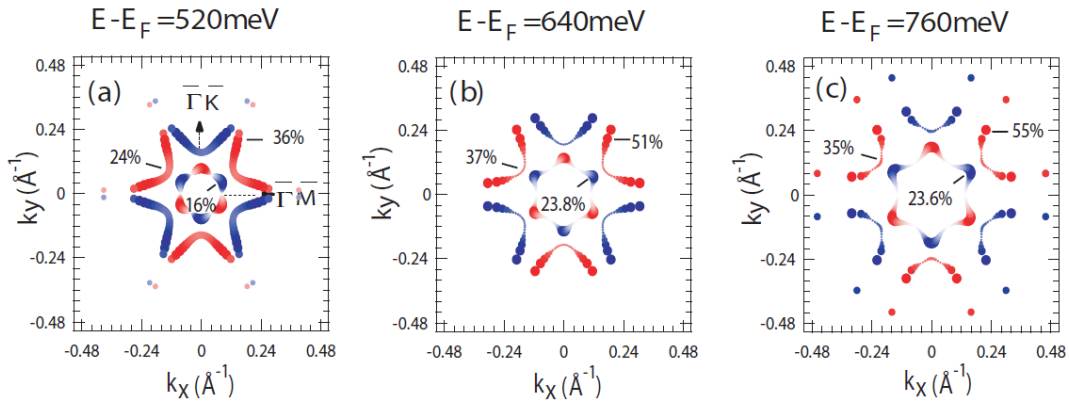 E-E_F=520meV
E-E_F=640meV
E-E_F=760meV
(a)
Γ̅ K̅
36%
24%
16%
Γ̅ M̅
0.48
0.24
0
-0.24
-0.48
ky (Å⁻¹)
-0.48 -0.24 0 0.24 0.48
kX (Å⁻¹)
(b)
51%
37%
23.8%
0.48
0.24
0
-0.24
-0.48
ky (Å⁻¹)
-0.48 -0.24 0 0.24 0.48
kX (Å⁻¹)
(c)
55%
35%
23.6%
0.48
0.24
0
-0.24
-0.48
ky (Å⁻¹)
-0.48 -0.24 0 0.24 0.48
kX (Å⁻¹)